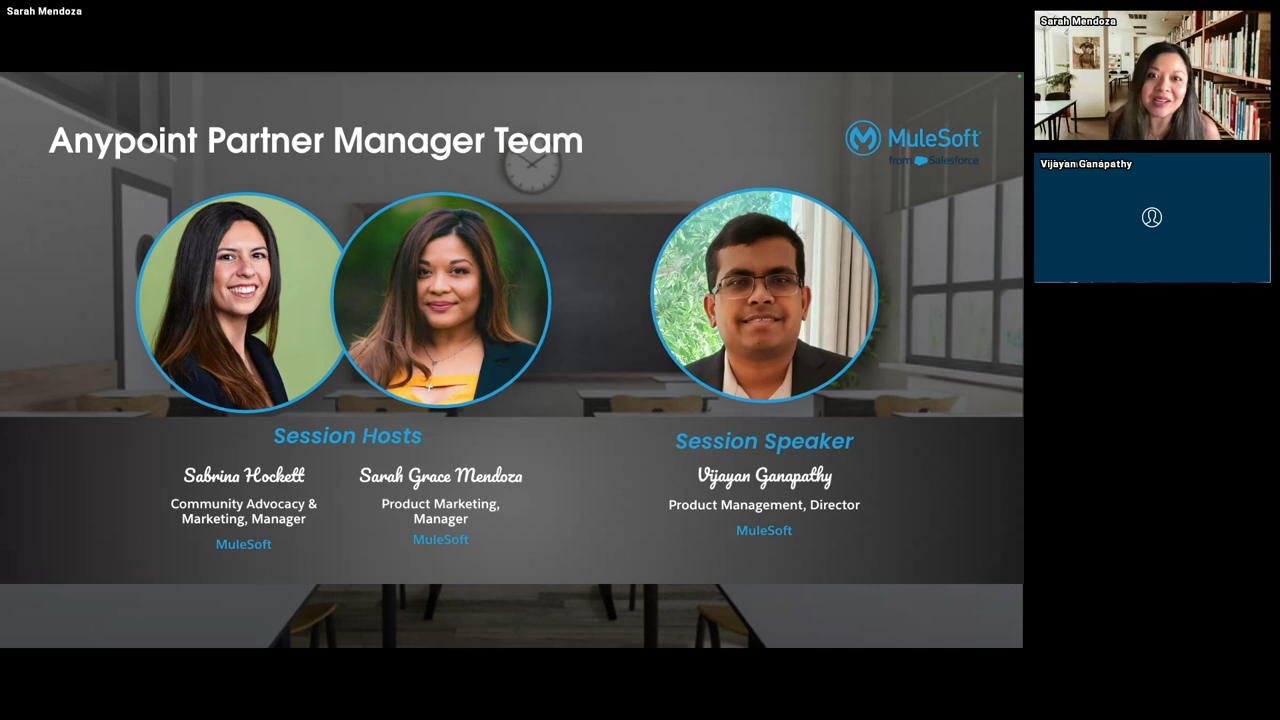 Sarah Mendoza
Anypoint Partner Manager Team
MuleSoft
from Salesforce
Session Hosts
Sabrina Hockett
Community Advocacy &
Marketing, Manager
MuleSoft
Sarah Grace Mendoza
Product Marketing,
Manager
MuleSoft
Session Speaker
Vijayan Ganapathy
Product Management, Director
MuleSoft
Sarah Mendoza
Vijayan Ganapathy